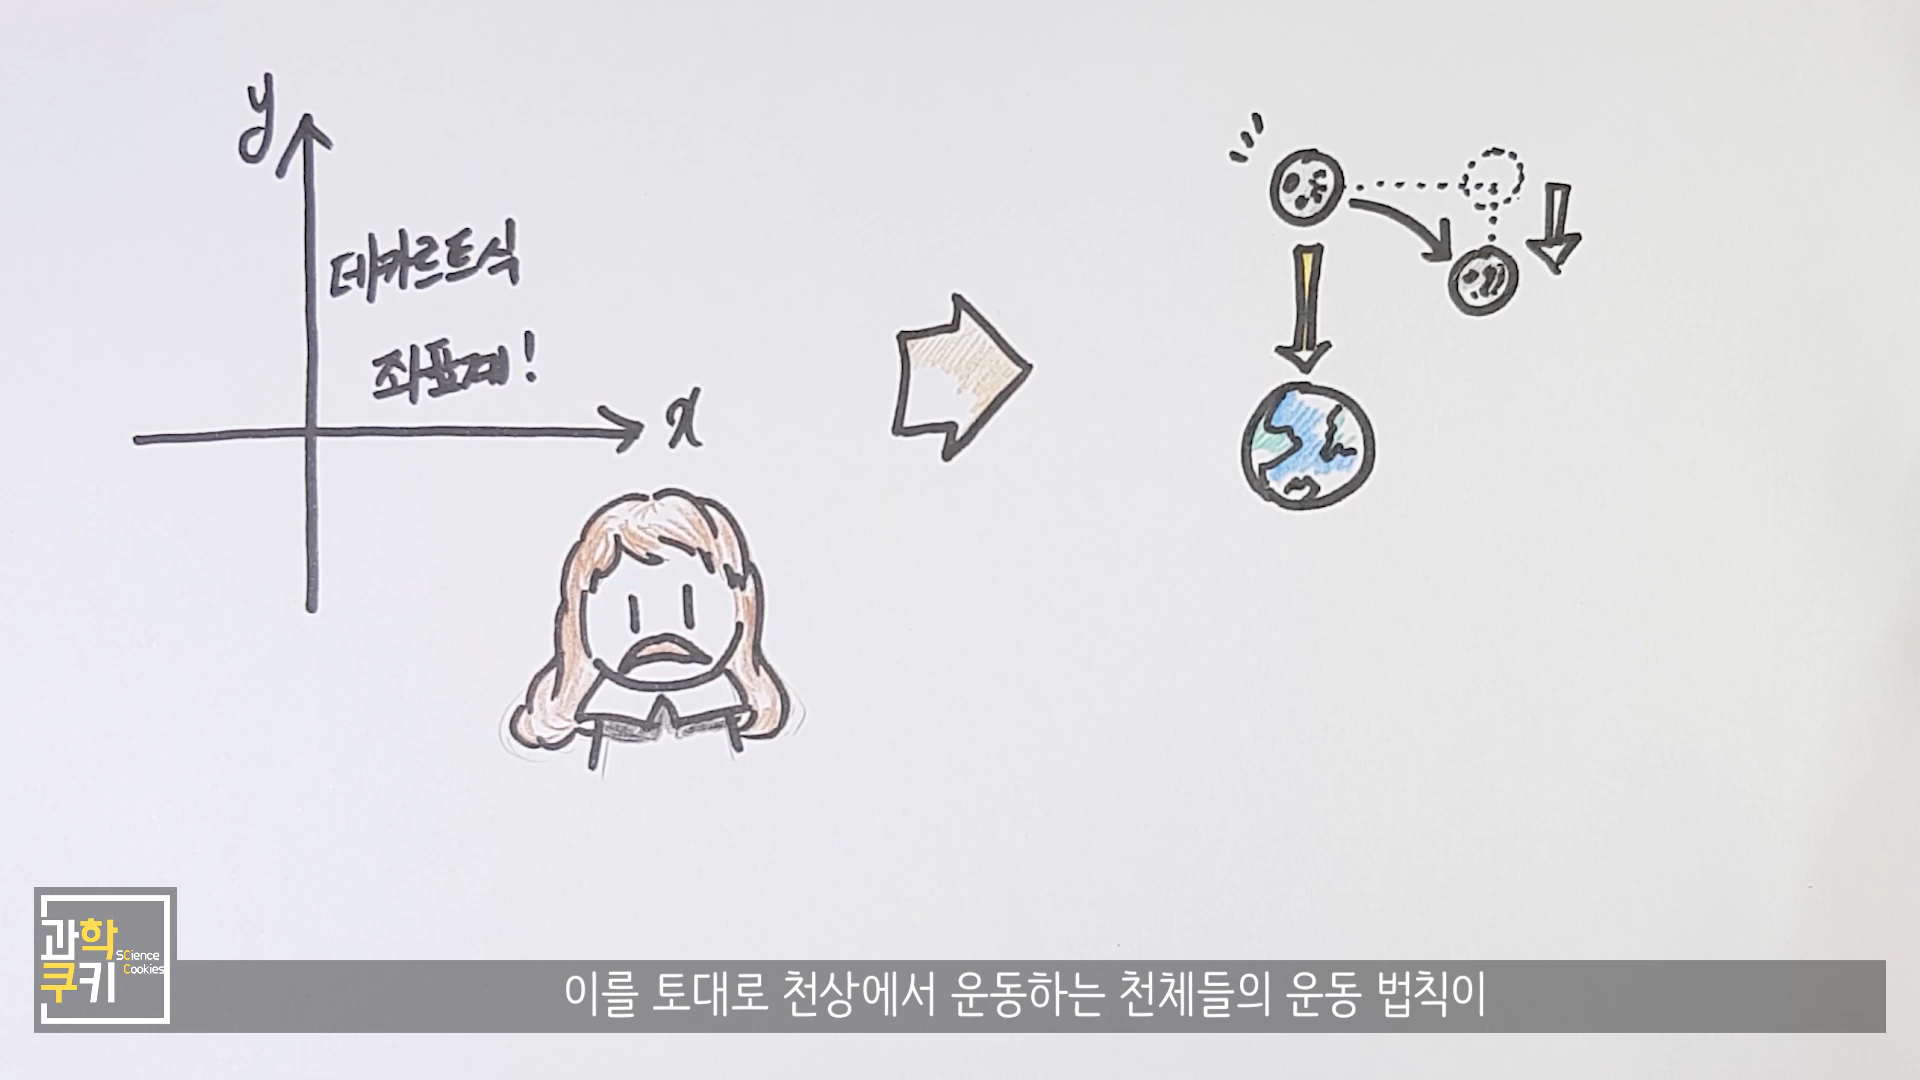 y
데카르트식
좌표계!
x
과학
쿠키
Science
Cookies
이를 토대로 천상에서 운동하는 천체들의 운동 법칙이